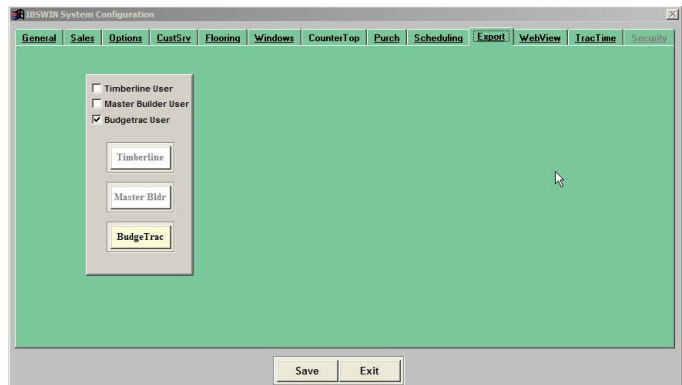 IBSWIN System Configuration
General Sales Options CustSrv Flooring Windows CounterTop Purch Scheduling Export WebView TracTime Security
Timberline User
Master Builder User
Budgetrac User
Timberline
Master Bldr
BudgeTrac
Save Exit